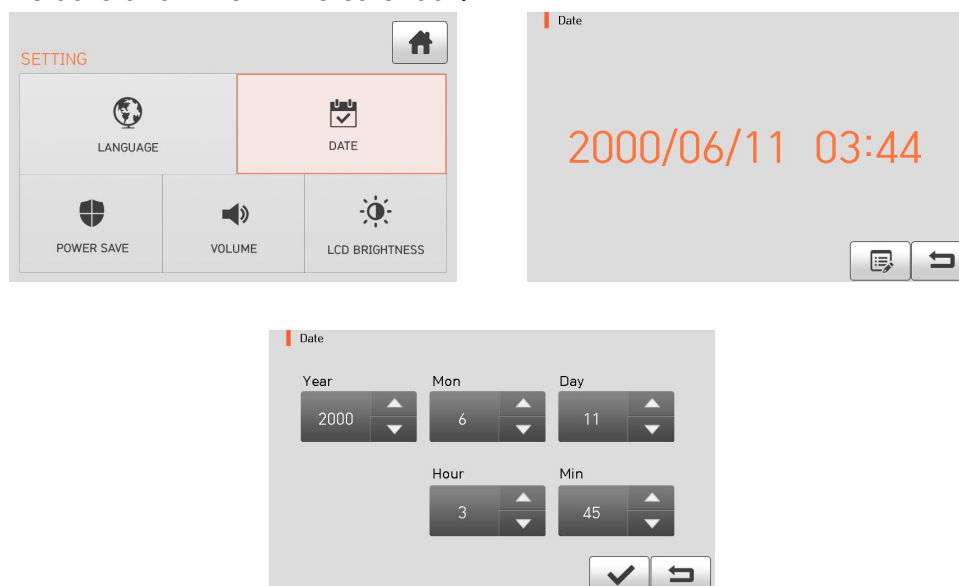 SETTING
LANGUAGE
DATE
POWER SAVE
VOLUME
LCD BRIGHTNESS
Date
2000/06/11 03:44
Date
Year Mon Day
2000 6 11
Hour Min
3 45